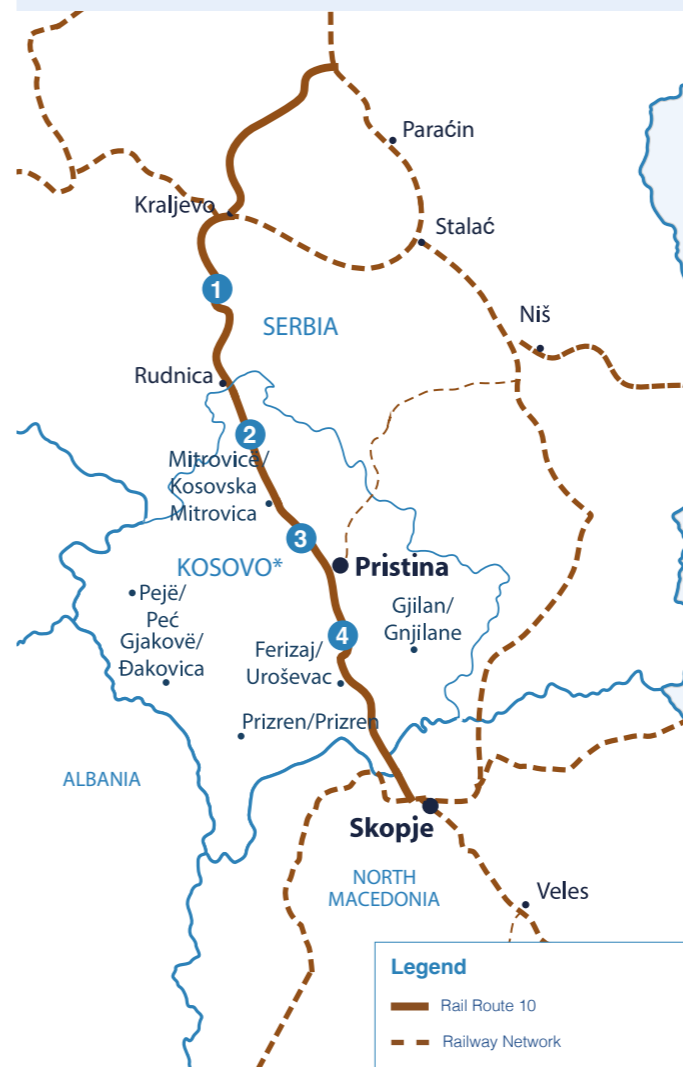 Paraćin
Kraljevo
Stalać
1
Niš
SERBIA
Rudnica
2
Mitrovicë/
Kosovska
Mitrovica
3
KOSOVO*
Pristina
Pejë/
Peć
Gjilan/
Gnjilane
Gjakovë/
Đakovica
4
Ferizaj/
Uroševac
Prizren/Prizren
ALBANIA
Skopje
NORTH
MACEDONIA
Veles
Legend
Rail Route 10
Railway Network